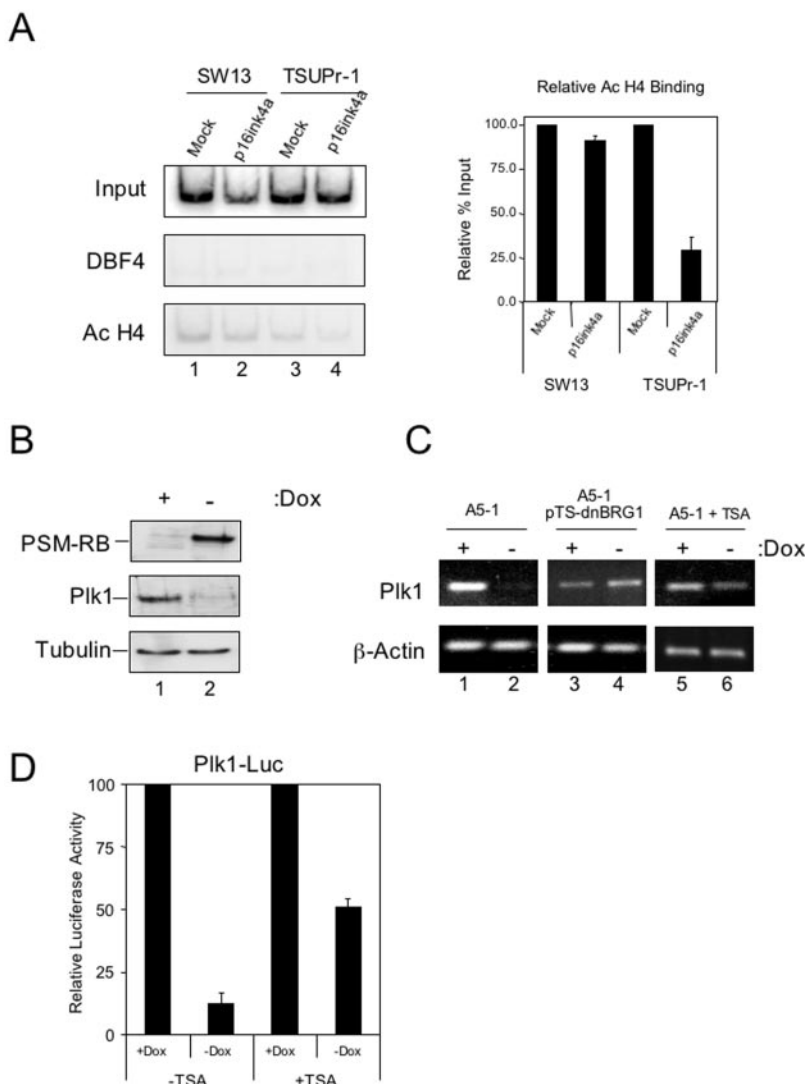 A
SW13 TSUPr-1
Mock p16ink4a Mock p16ink4a
Input
DBF4
Ac H4
1 2 3 4
Relative Ac H4 Binding
Relative % Input
100.0
75.0
50.0
25.0
0.0
Mock p16ink4a Mock p16ink4a
SW13 TSUPr-1
B
+ - :Dox
PSM-RB
Plk1
Tubulin
1 2
C
A5-1 A5-1 pTS-dnBRG1 A5-1 + TSA
+ - + - + - :Dox
Plk1
β-Actin
1 2 3 4 5 6
D
Plk1-Luc
Relative Luciferase Activity
100
75
50
25
0
+Dox -Dox +Dox -Dox
-TSA +TSA